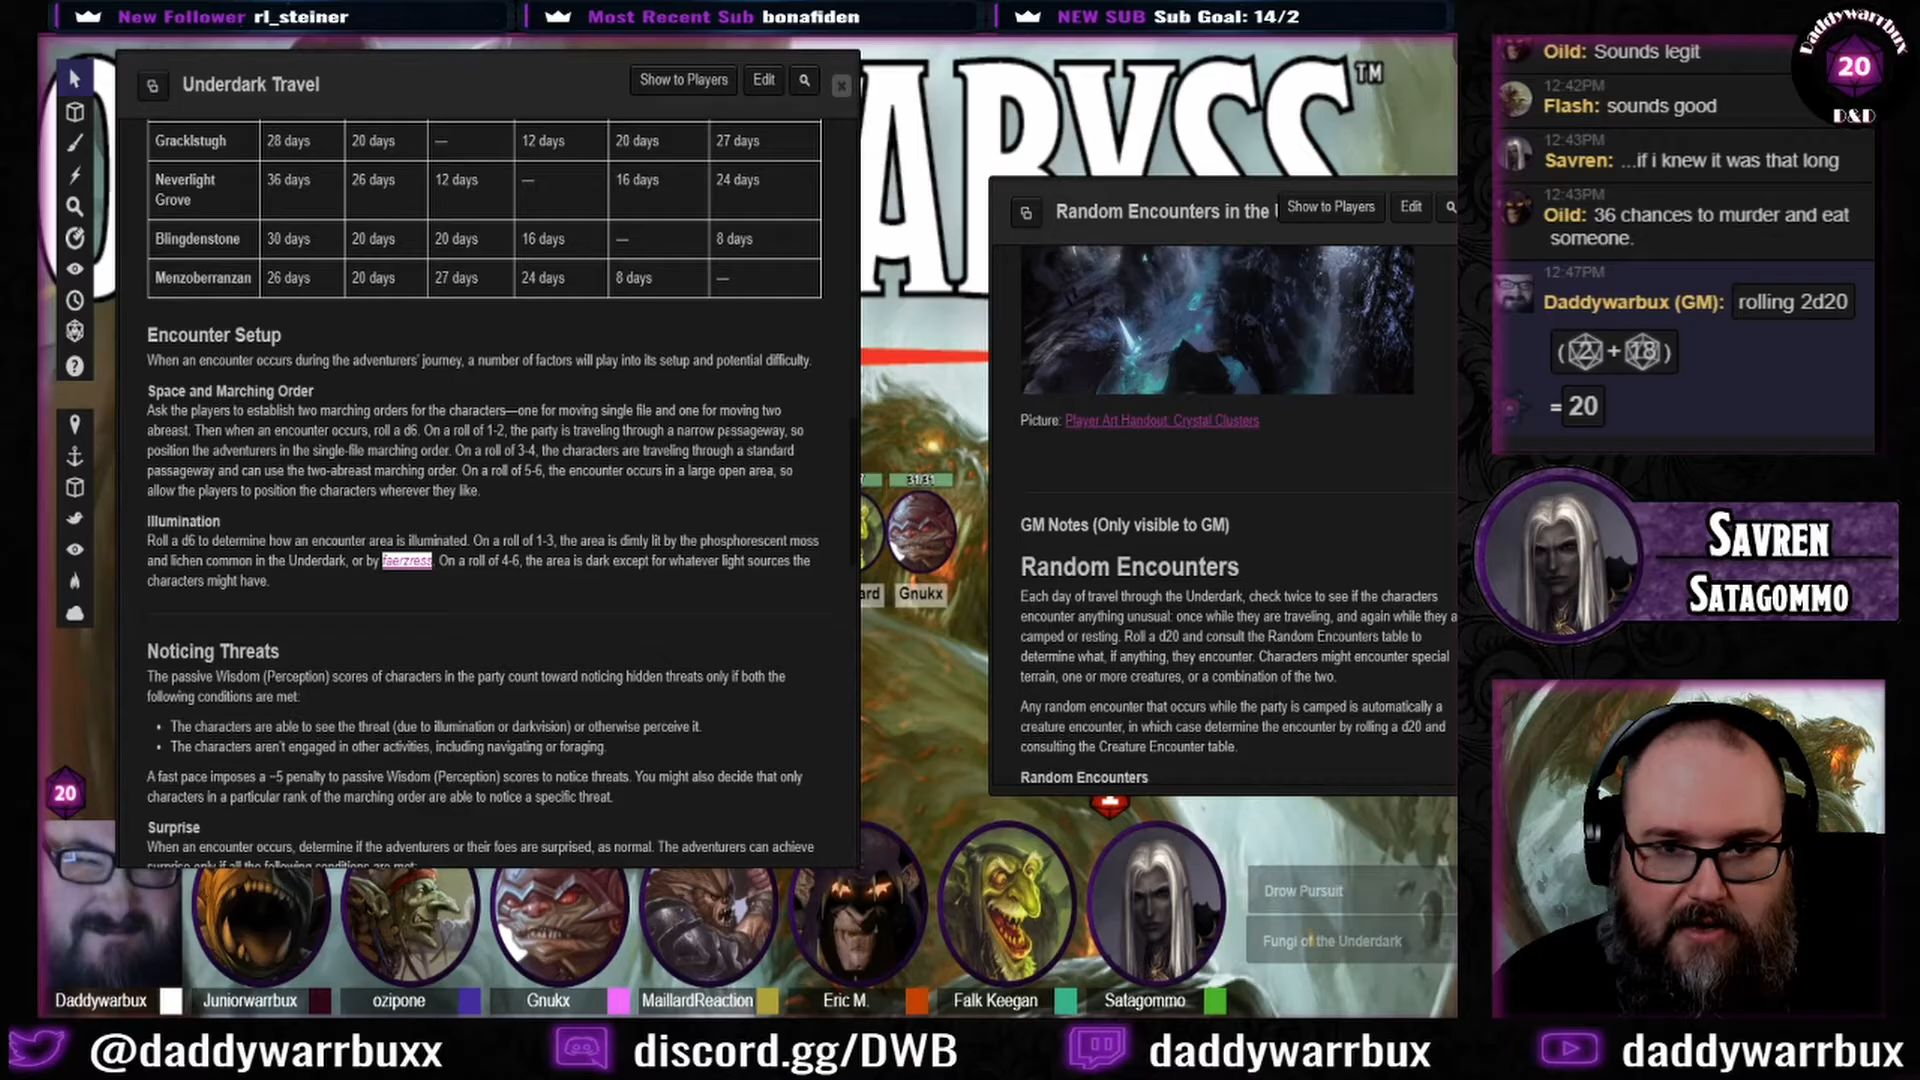 New Follower rl_steiner
Most Recent Sub bonafiden
NEW SUB Sub Goal: 14/2
Underdark Travel
Show to Players
Edit
Gracklstugh 28 days 20 days — 12 days 20 days 27 days
Neverlight Grove 36 days 26 days 12 days — 16 days 24 days
Blingdenstone 30 days 20 days 20 days 16 days — 8 days
Menzoberranzan 26 days 20 days 27 days 24 days 8 days —
Encounter Setup
When an encounter occurs during the adventurers' journey, a number of factors will play into its setup and potential difficulty.
Space and Marching Order
Ask the players to establish two marching orders for the characters—one for moving single file and one for moving two
abreast. Then when an encounter occurs, roll a d6. On a roll of 1-2, the party is traveling through a narrow passageway, so
position the adventurers in the single-file marching order. On a roll of 3-4, the characters are traveling through a standard
passageway and can use the two-abreast marching order. On a roll of 5-6, the encounter occurs in a large open area, so
allow the players to position the characters wherever they like.
Illumination
Roll a d6 to determine how an encounter area is illuminated. On a roll of 1-3, the area is dimly lit by the phosphorescent moss
and lichen common in the Underdark, or by faerzress. On a roll of 4-6, the area is dark except for whatever light sources the
characters might have.
Noticing Threats
The passive Wisdom (Perception) scores of characters in the party count toward noticing hidden threats only if both the
following conditions are met:
• The characters are able to see the threat (due to illumination or darkvision) or otherwise perceive it.
• The characters aren't engaged in other activities, including navigating or foraging.
A fast pace imposes a −5 penalty to passive Wisdom (Perception) scores to notice threats. You might also decide that only
characters in a particular rank of the marching order are able to notice a specific threat.
Surprise
When an encounter occurs, determine if the adventurers or their foes are surprised, as normal. The adventurers can achieve
surprise only if all the following conditions are met:
ABYSS™
Random Encounters in the
Show to Players
Edit
Picture: Player Art Handout, Crystal Clusters
GM Notes (Only visible to GM)
Random Encounters
Each day of travel through the Underdark, check twice to see if the characters
encounter anything unusual: once while they are traveling, and again while they a
camped or resting. Roll a d20 and consult the Random Encounters table to
determine what, if anything, they encounter. Characters might encounter special
terrain, one or more creatures, or a combination of the two.
Any random encounter that occurs while the party is camped is automatically a
creature encounter, in which case determine the encounter by rolling a d20 and
consulting the Creature Encounter table.
Random Encounters
31/31
ard
Gnukx
Drow Pursuit
Fungi of the Underdark
20
Daddywarbux
Juniorwarrbux
ozipone
Gnukx
MaillardReaction
Eric M.
Falk Keegan
Satagommo
Oild: Sounds legit
12:42PM
Flash: sounds good
12:43PM
Savren: ...if i knew it was that long
12:43PM
Oild: 36 chances to murder and eat
someone.
12:47PM
Daddywarbux (GM): rolling 2d20
(2+18)
=20
Daddywarrbux
20
D&D
SAVREN
SATAGOMMO
@daddywarrbuxx
discord.gg/DWB
daddywarrbux
daddywarrbux